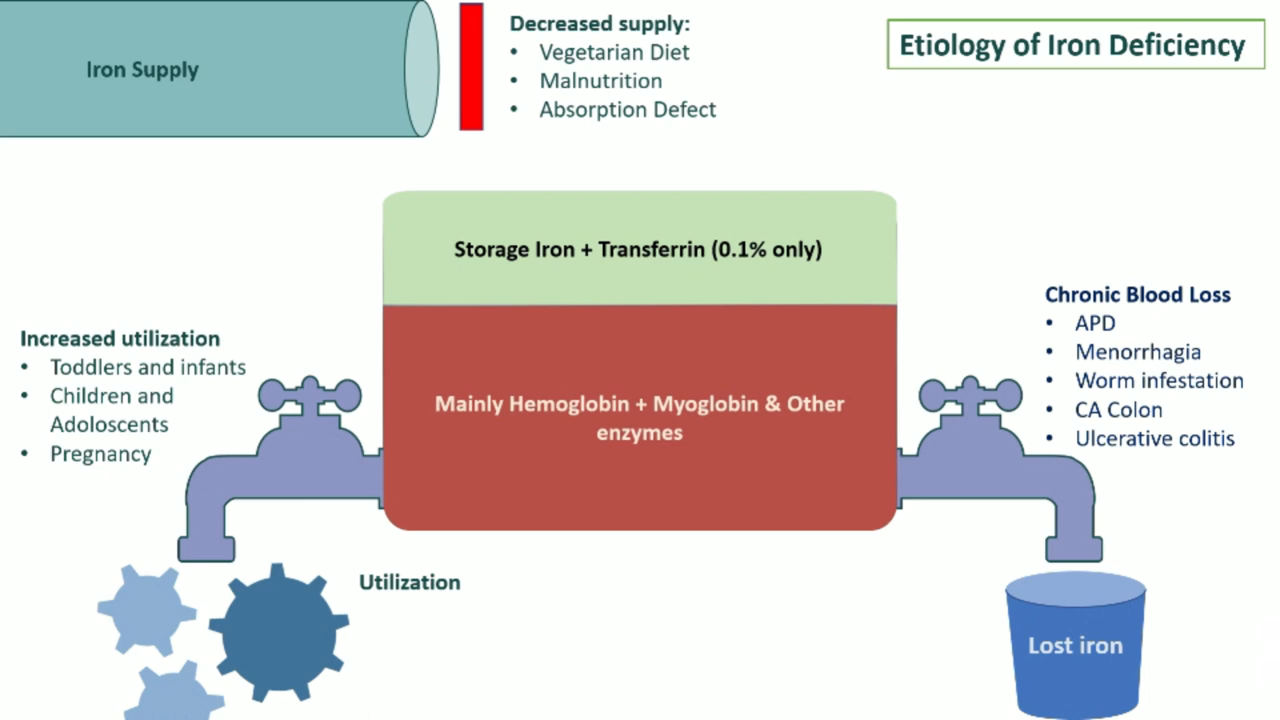 Iron Supply
Decreased supply:
• Vegetarian Diet
• Malnutrition
• Absorption Defect
Etiology of Iron Deficiency
Storage Iron + Transferrin (0.1% only)
Mainly Hemoglobin + Myoglobin & Other
enzymes
Increased utilization
• Toddlers and infants
• Children and
Adoloscents
• Pregnancy
Chronic Blood Loss
• APD
• Menorrhagia
• Worm infestation
• CA Colon
• Ulcerative colitis
Utilization
Lost iron